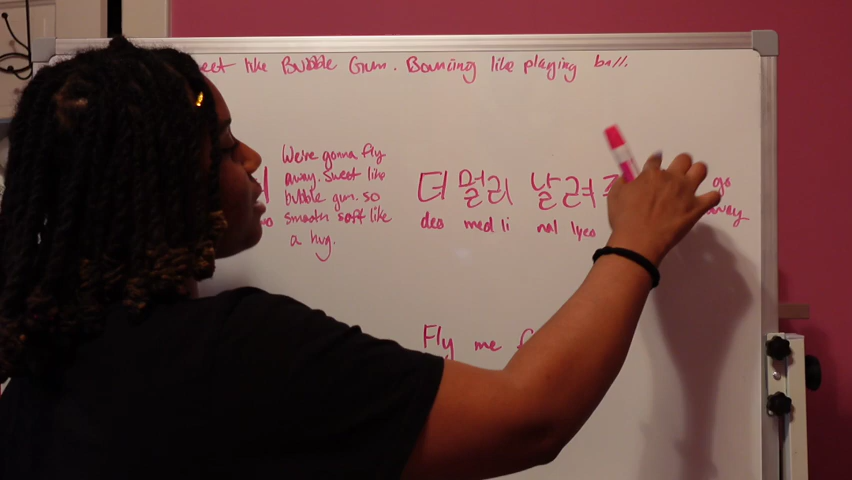 like Bubble Gum. Bouncing like playing ball.
We're gonna fly
away. Sweet like
bubble gum. so
smooth soft like
a hug.
더 멀리 날려
deo meol li nal lyeo
go
away
Fly me